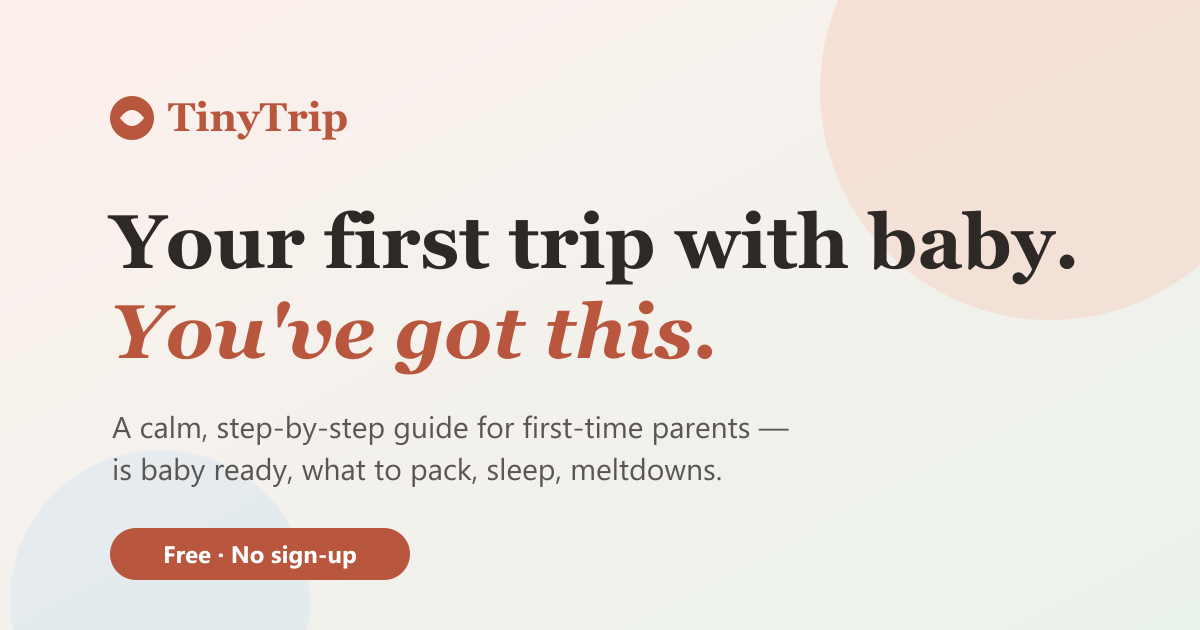 TinyTrip
Your first trip with baby.
You've got this.
A calm, step-by-step guide for first-time parents —
is baby ready, what to pack, sleep, meltdowns.
Free · No sign-up